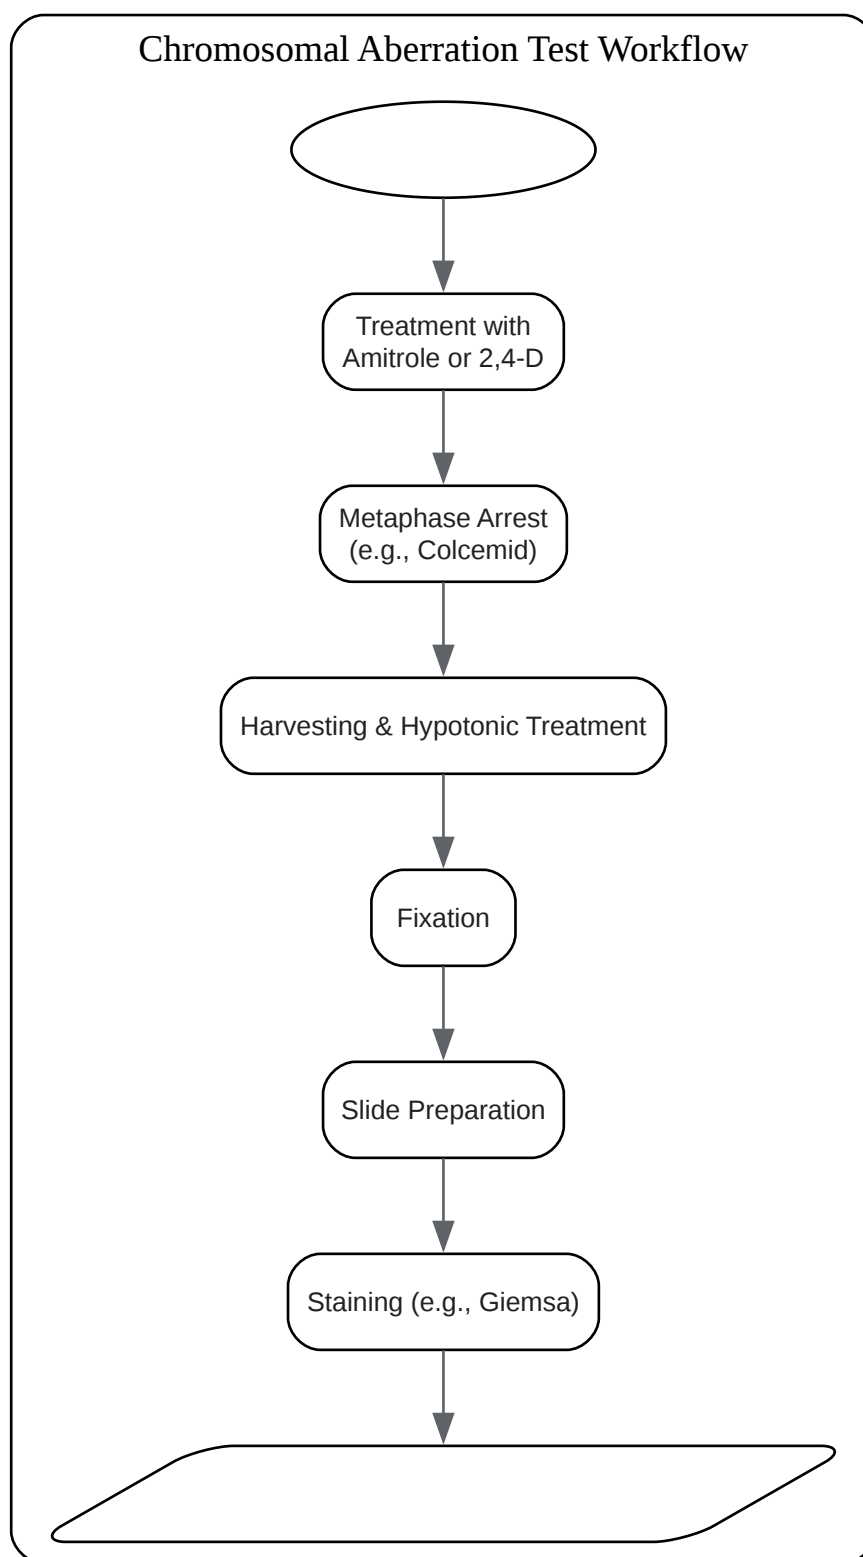 Chromosomal Aberration Test Workflow
Treatment with
Amitrole or 2,4-D
Metaphase Arrest
(e.g., Colcemid)
Harvesting & Hypotonic Treatment
Fixation
Slide Preparation
Staining (e.g., Giemsa)